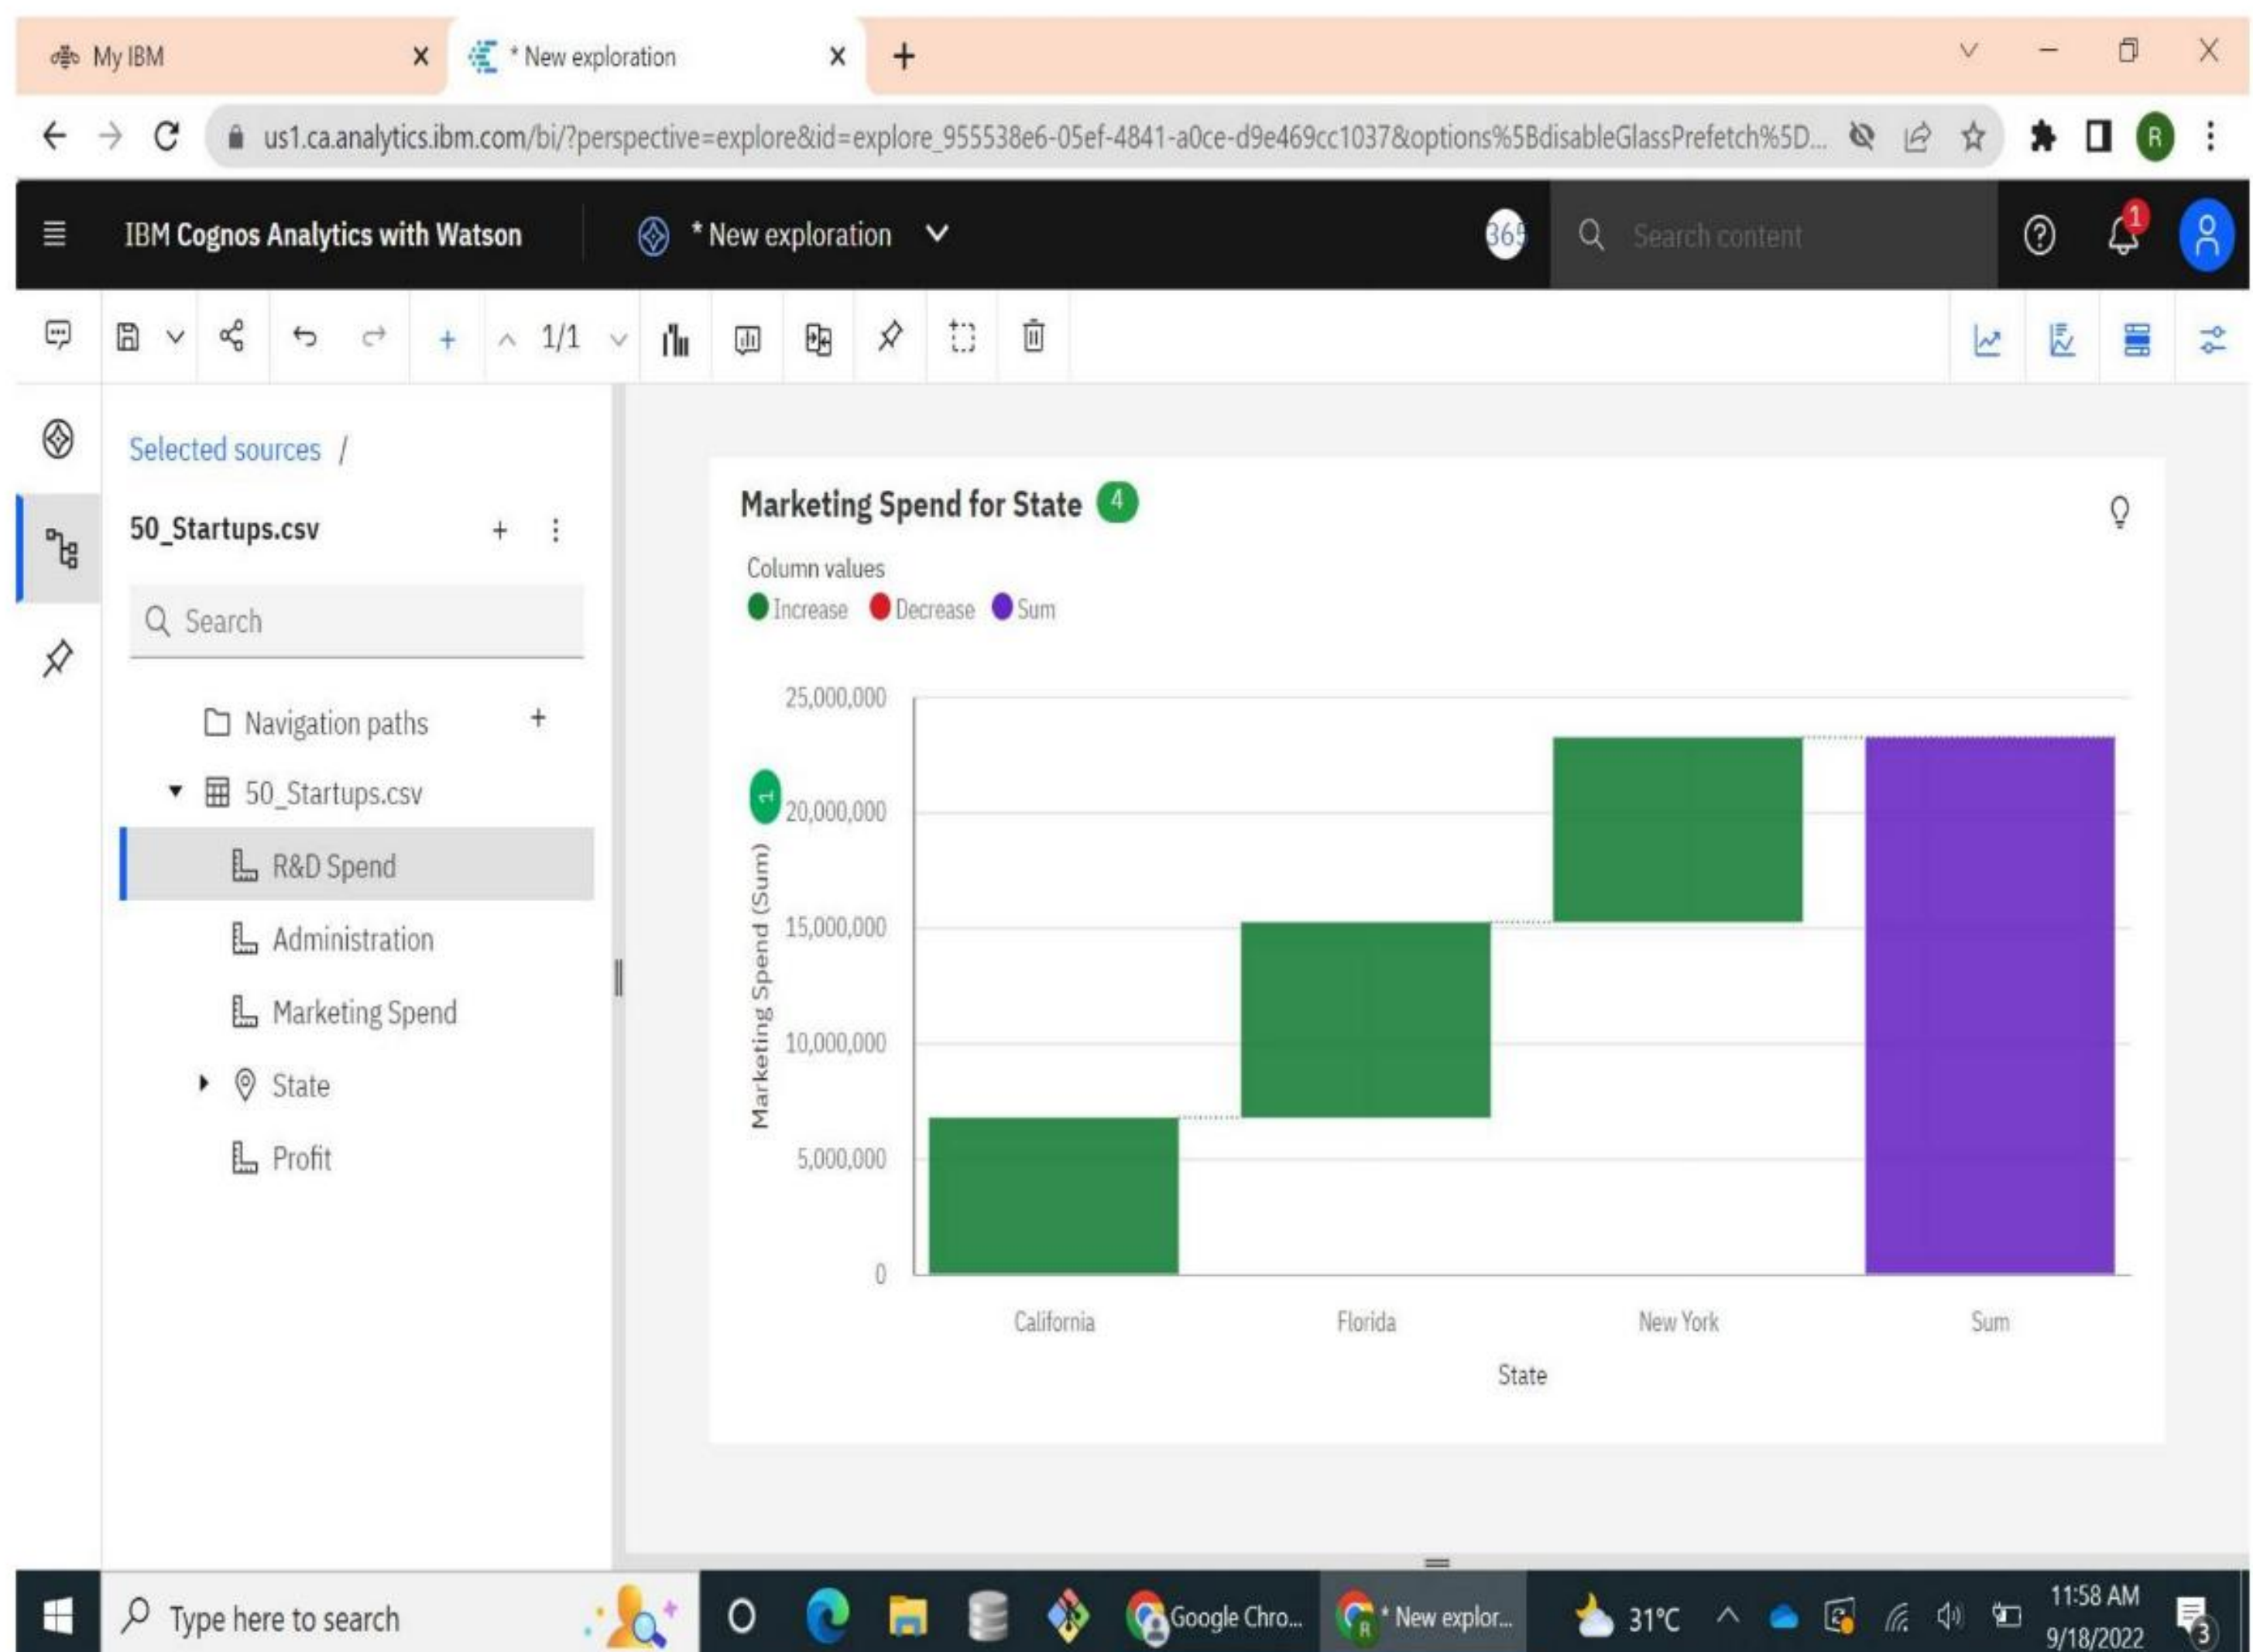 My IBM
* New exploration
us1.ca.analytics.ibm.com/bi/?perspective=explore&id=explore_955538e6-05ef-4841-a0ce-d9e469cc1037&options%5BdisableGlassPrefetch%5D...
R
IBM Cognos Analytics with Watson
* New exploration
365
Search content
1
1/1
Selected sources /
50_Startups.csv
Search
Navigation paths
50_Startups.csv
R&D Spend
Administration
Marketing Spend
State
Profit
Marketing Spend for State 4
Column values
Increase Decrease Sum
25,000,000
20,000,000
15,000,000
10,000,000
5,000,000
0
Marketing Spend (Sum) 1
California Florida New York Sum
State
Type here to search
Google Chro...
R
* New explor...
31°C
11:58 AM
9/18/2022
3